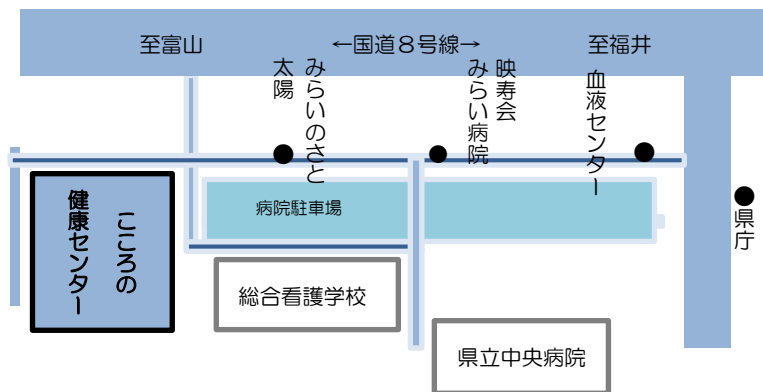 至富山
←国道8号線→
至福井
太陽
みらいのさと
映寿会
みらい病院
血液センター
こころの
健康センター
病院駐車場
県庁
総合看護学校
県立中央病院